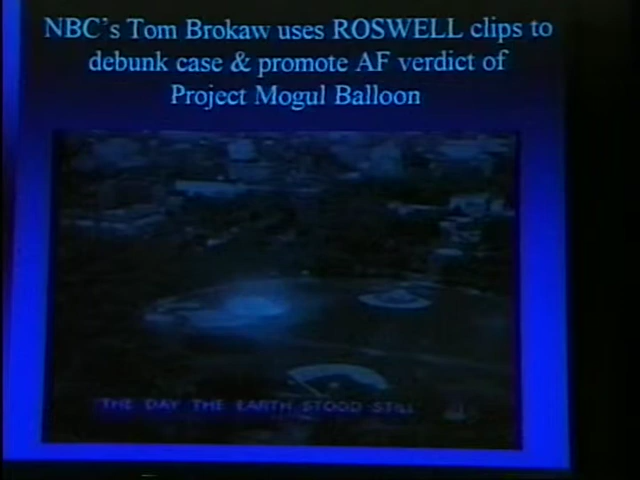 NBC's Tom Brokaw uses ROSWELL clips to
debunk case & promote AF verdict of
Project Mogul Balloon
THE DAY THE EARTH STOOD STILL